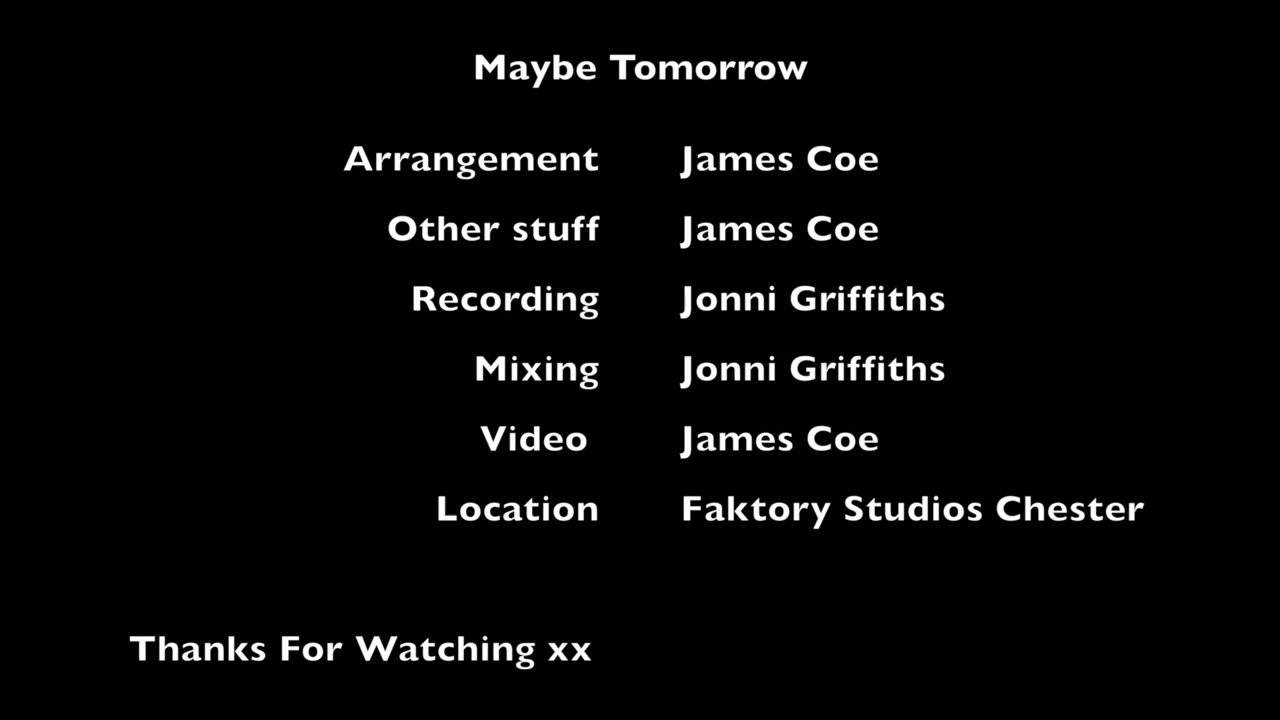 Maybe Tomorrow
Arrangement James Coe
Other stuff James Coe
Recording Jonni Griffiths
Mixing Jonni Griffiths
Video James Coe
Location Faktory Studios Chester
Thanks For Watching xx